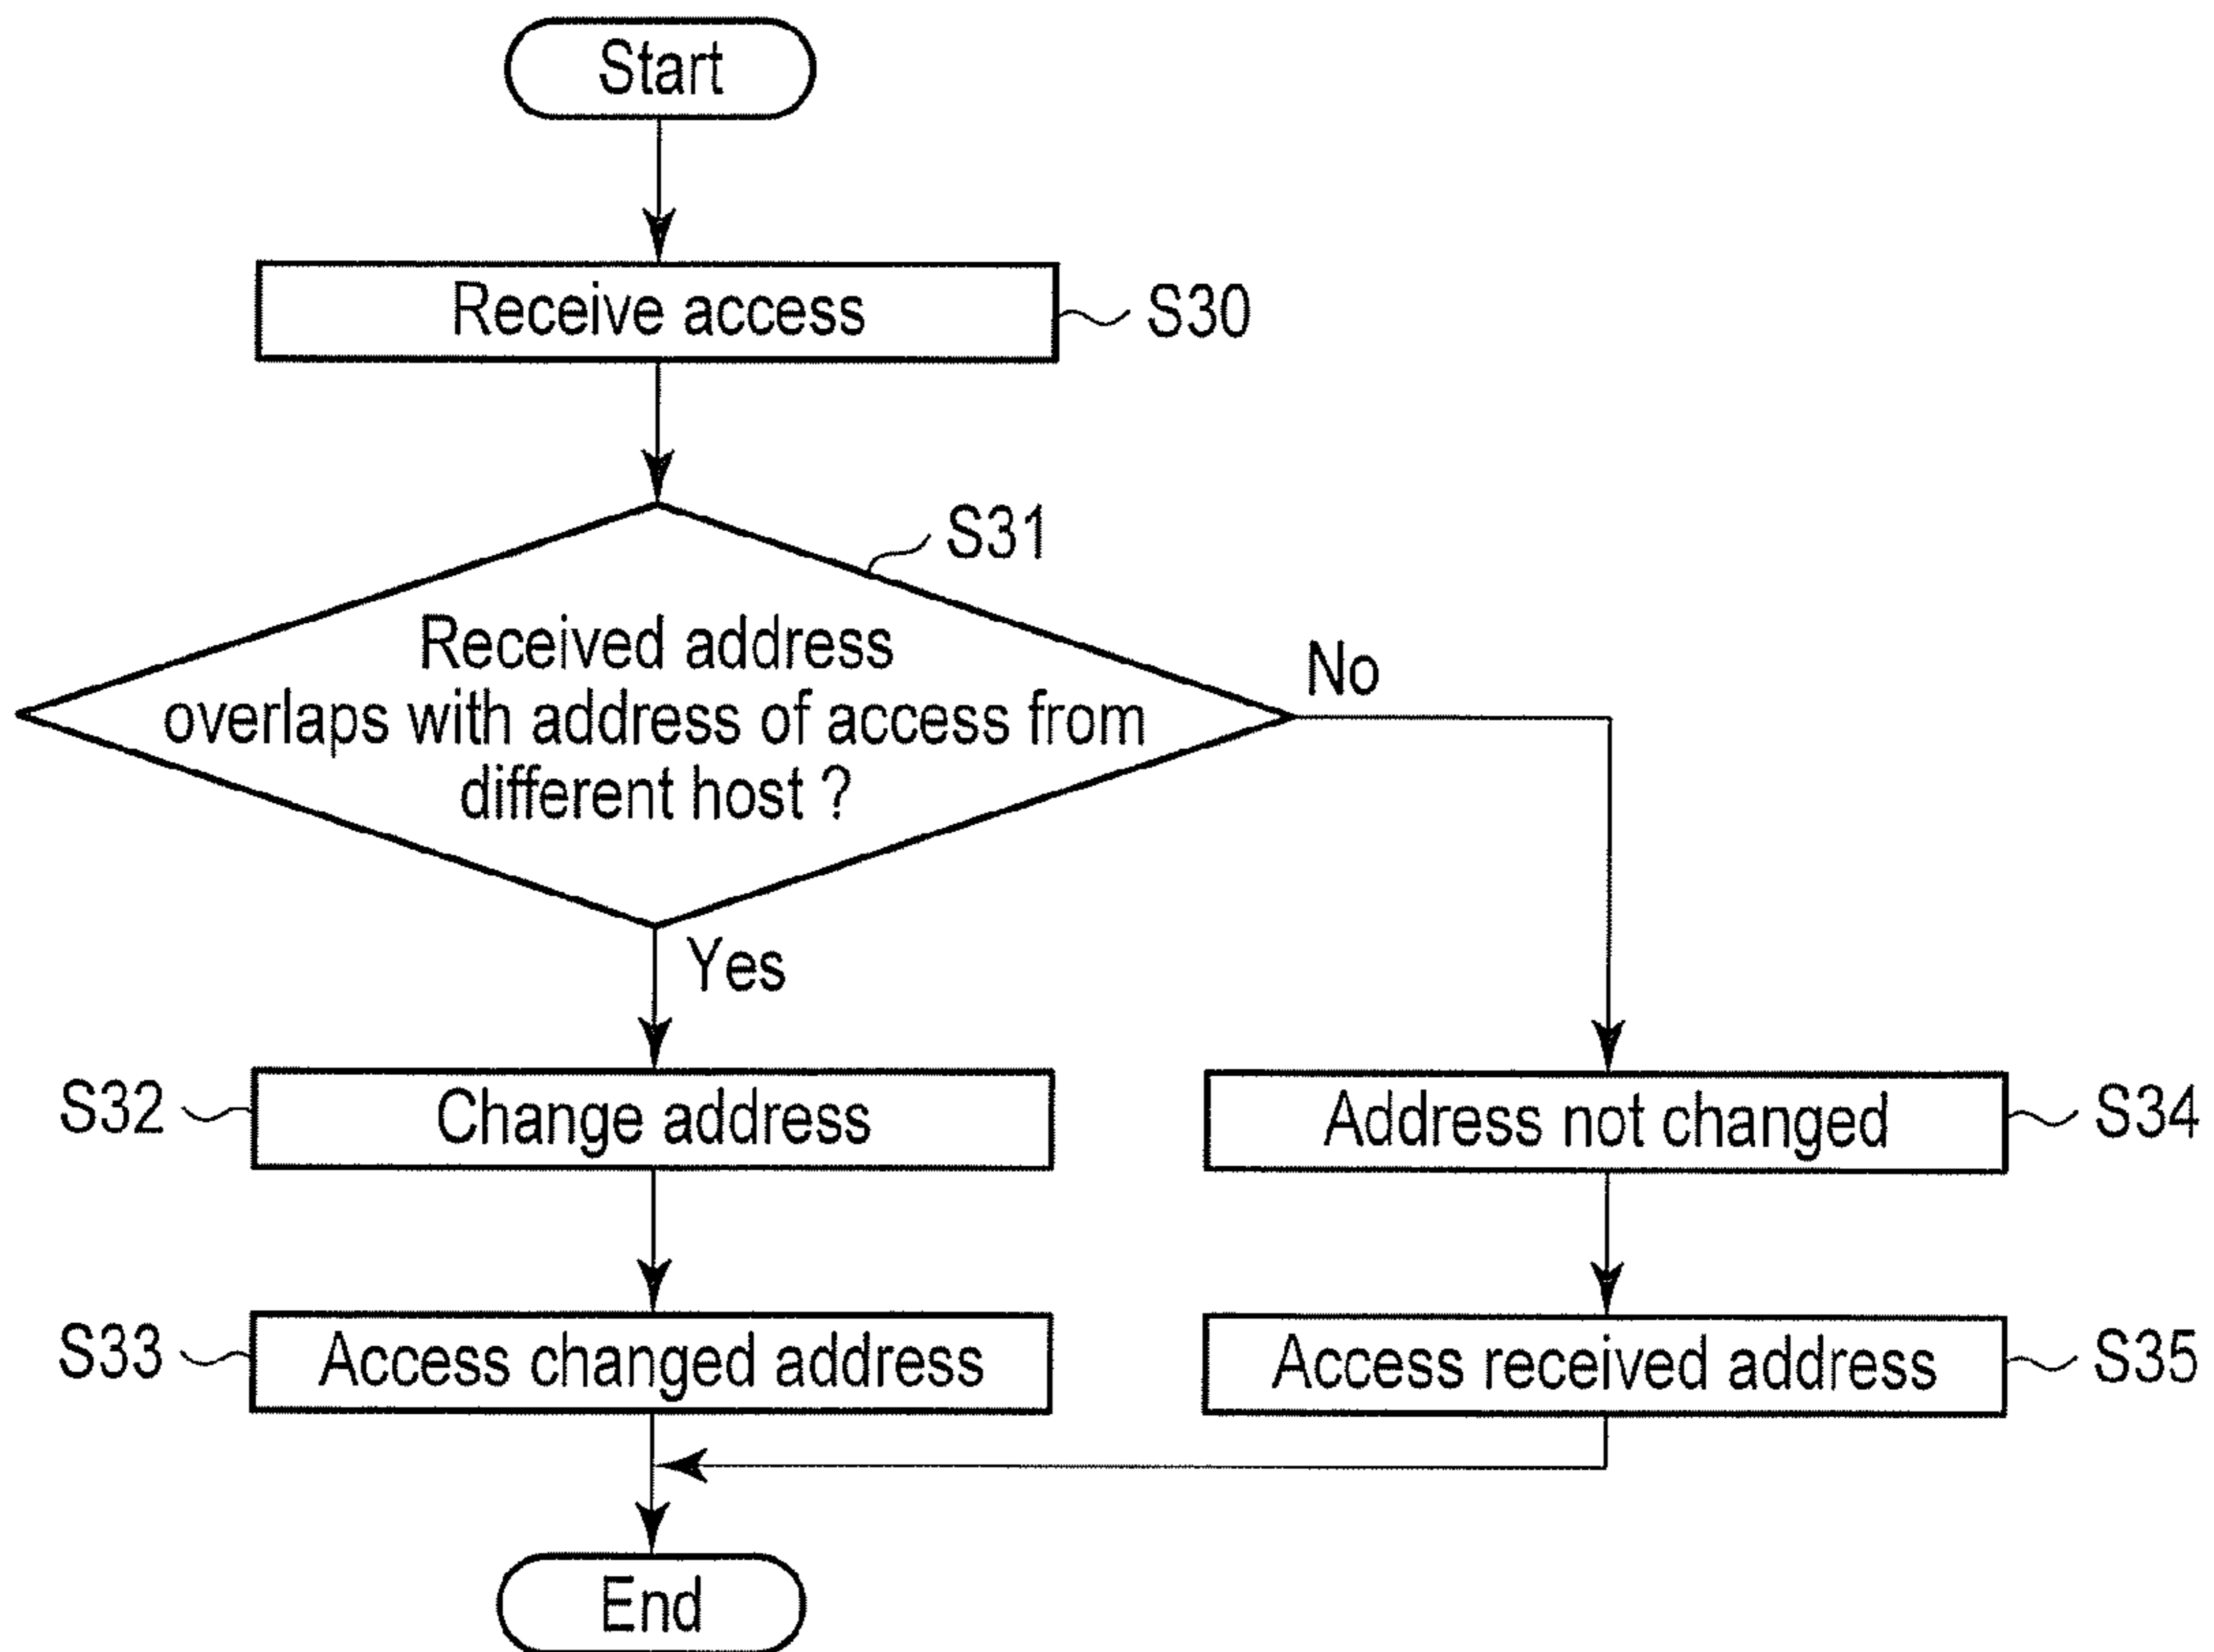 Start
Receive access
S30
S31
Received address
overlaps with address of access from
different host ?
No
Yes
S32
Change address
Address not changed
S34
S33
Access changed address
Access received address
S35
End